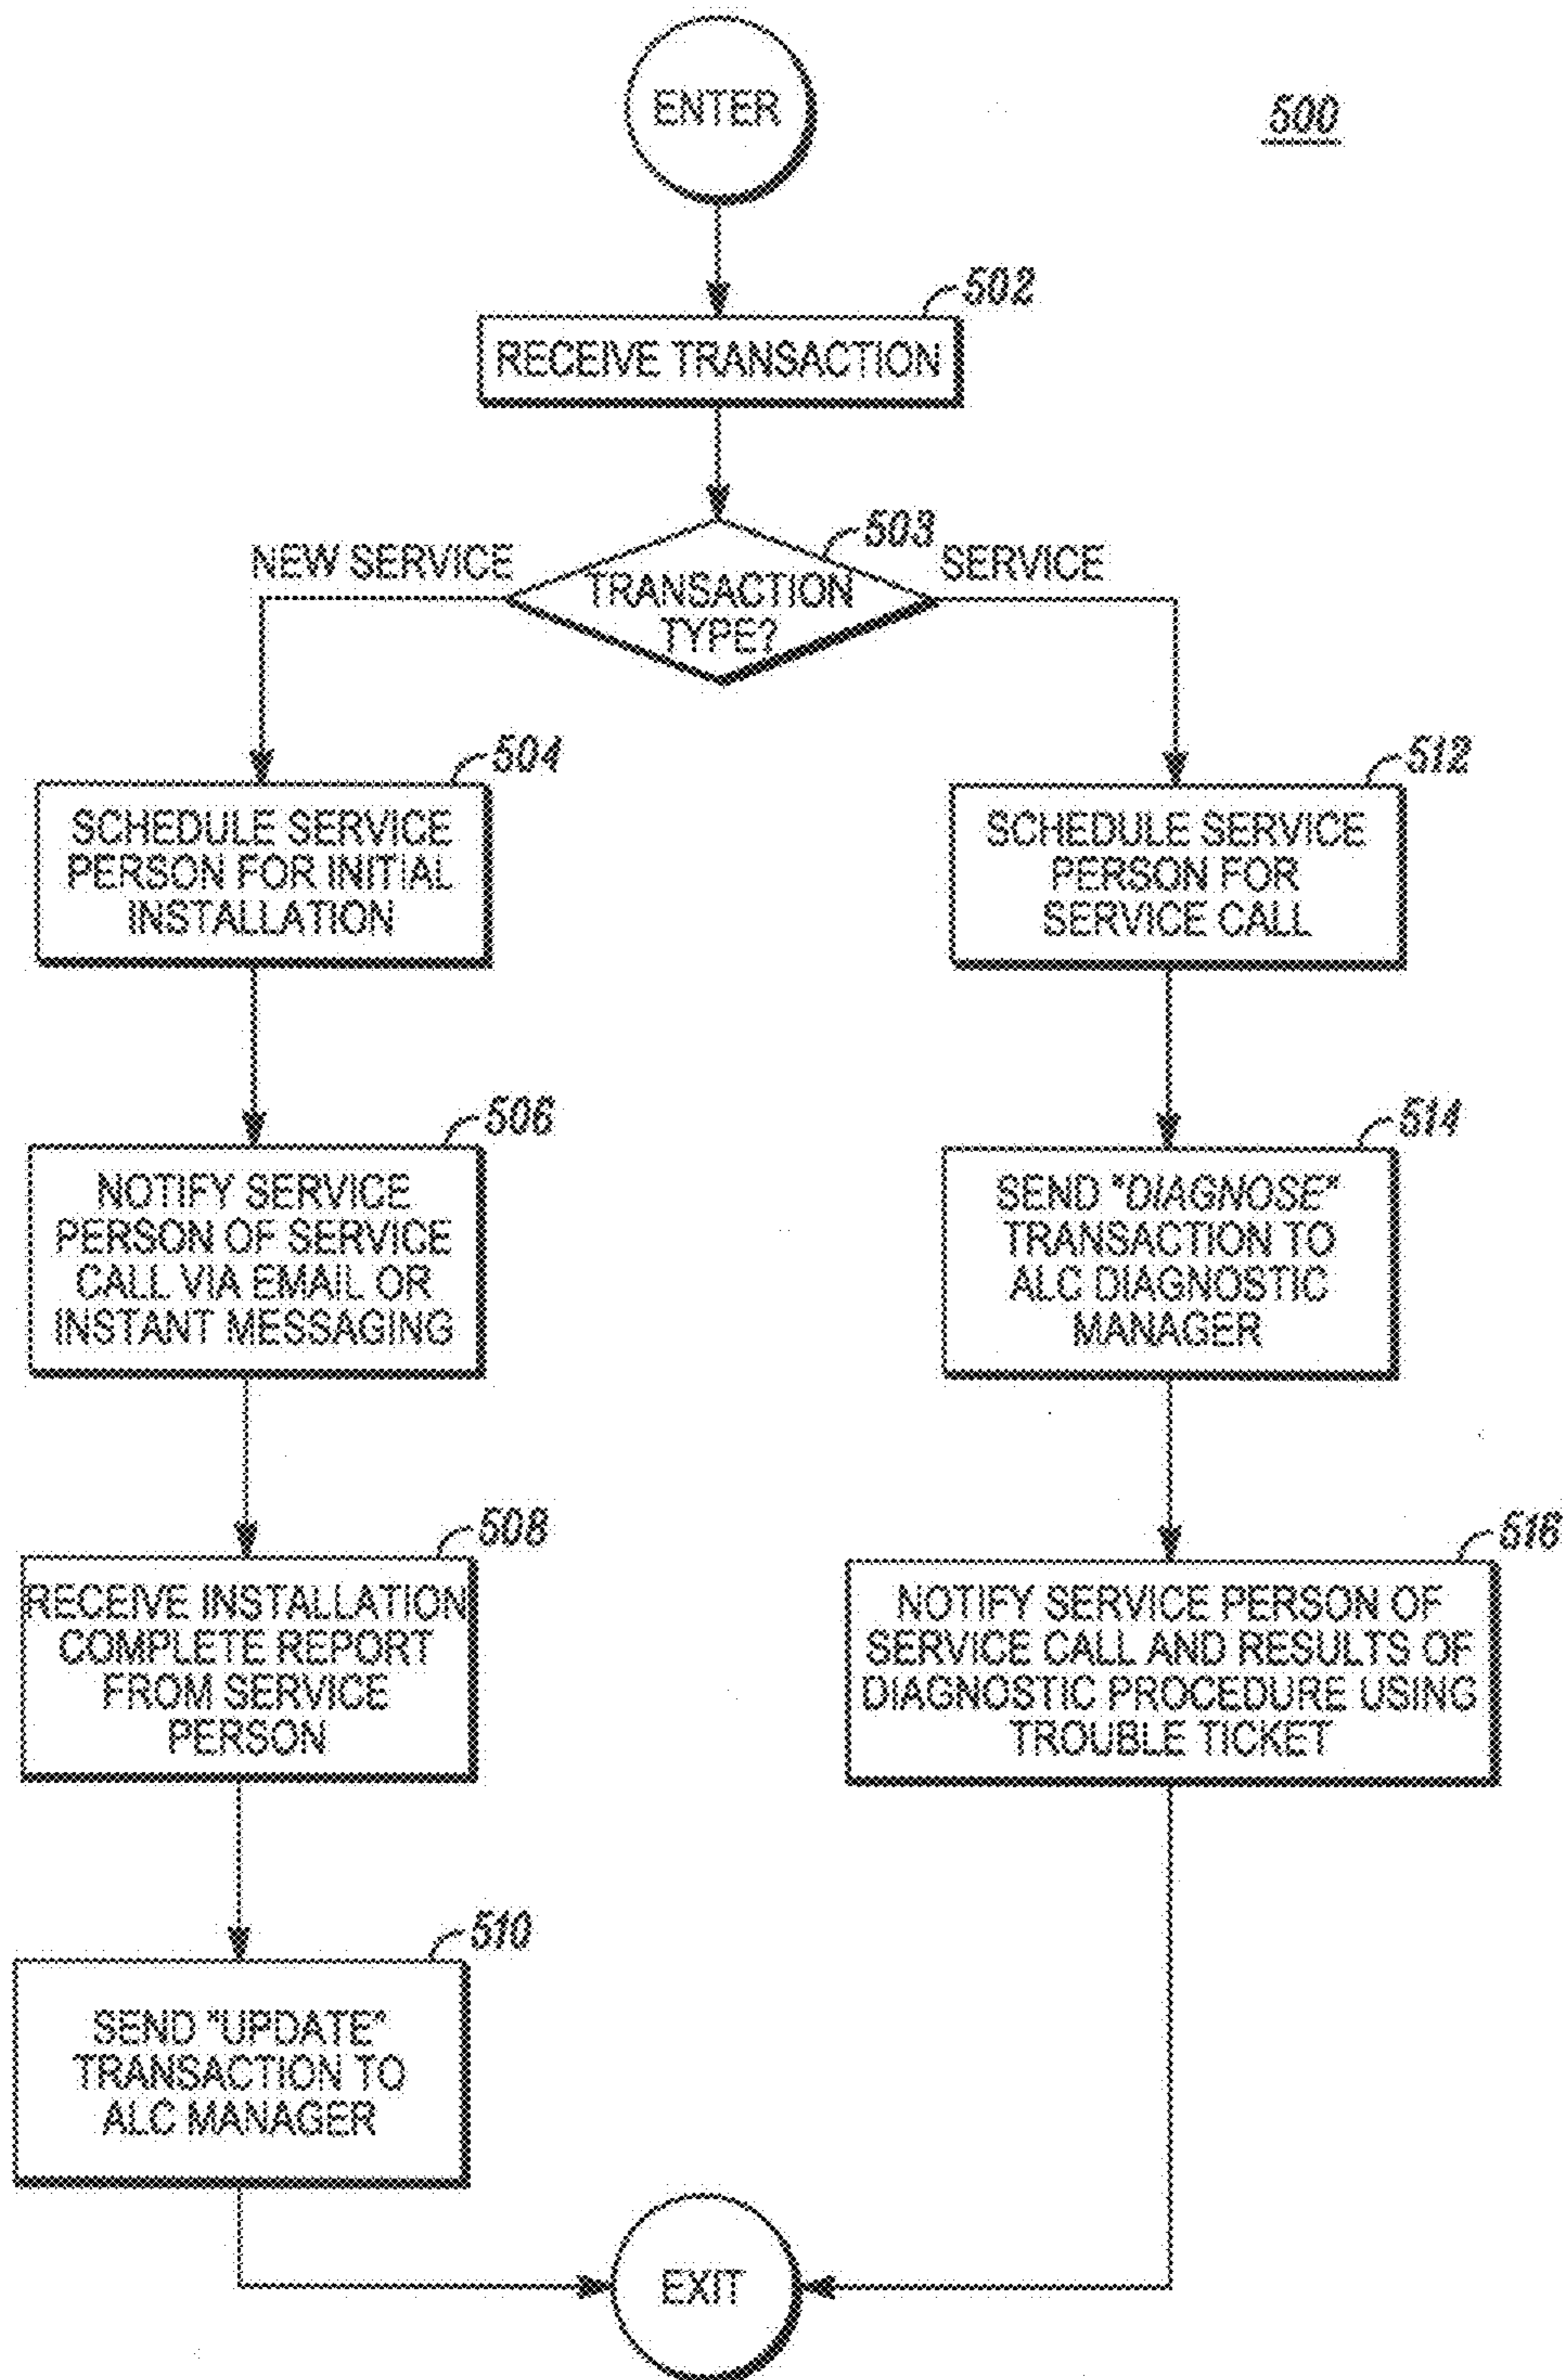 ENTER
500
502
RECEIVE TRANSACTION
503
NEW SERVICE
SERVICE
TRANSACTION
TYPE?
504
SCHEDULE SERVICE
PERSON FOR INITIAL
INSTALLATION
512
SCHEDULE SERVICE
PERSON FOR
SERVICE CALL
506
NOTIFY SERVICE
PERSON OF SERVICE
CALL VIA EMAIL OR
INSTANT MESSAGING
514
SEND "DIAGNOSE"
TRANSACTION TO
ALC DIAGNOSTIC
MANAGER
508
RECEIVE INSTALLATION
COMPLETE REPORT
FROM SERVICE
PERSON
516
NOTIFY SERVICE PERSON OF
SERVICE CALL AND RESULTS OF
DIAGNOSTIC PROCEDURE USING
TROUBLE TICKET
510
SEND "UPDATE"
TRANSACTION TO
ALC MANAGER
EXIT